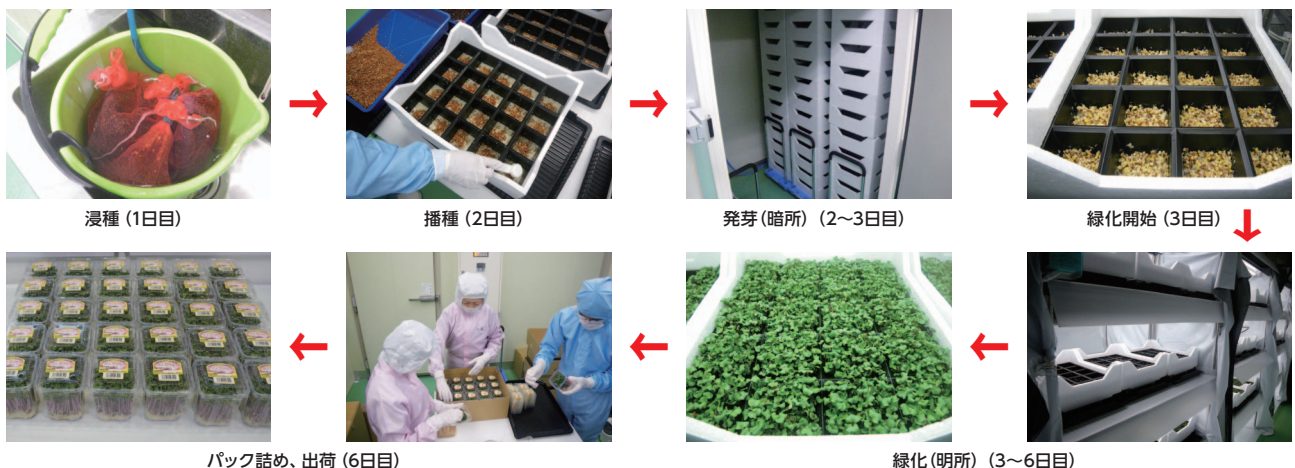 浸種（1日目）
播種（2日目）
発芽（暗所）（2〜3日目）
緑化開始（3日目）
緑化（明所）（3〜6日目）
パック詰め、出荷（6日目）